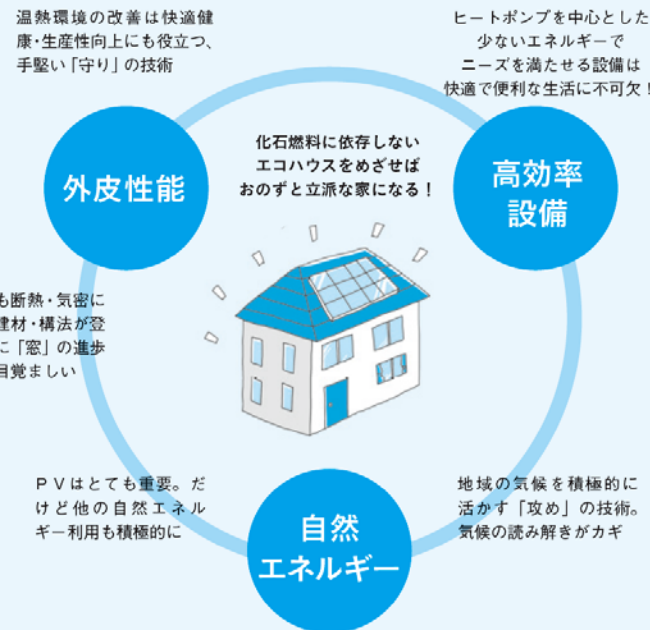 温熱環境の改善は快適健
康・生産性向上にも役立つ、
手堅い「守り」の技術
ヒートポンプを中心とした
少ないエネルギーで
ニーズを満たせる設備は
快適で便利な生活に不可欠！
外皮性能
化石燃料に依存しない
エコハウスをめざせば
おのずと立派な家になる！
高効率
設備
も断熱・気密に
建材・構法が登
に「窓」の進歩
目覚ましい
ＰＶはとても重要。だ
けど他の自然エネル
ギー利用も積極的に
自然
エネルギー
地域の気候を積極的に
活かす「攻め」の技術。
気候の読み解きがカギ